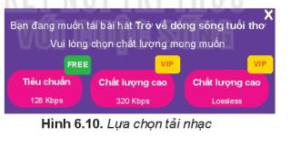 Bạn đang muốn tải bài hát Trở về dòng sông tuổi thơ
X
Vui lòng chọn chất lượng mong muốn
FREE
VIP
VIP
Tiêu chuẩn
Chất lượng cao
Chất lượng cao
128 Kbps
320 Kbps
Lossless
Hình 6.10. Lựa chọn tải nhạc